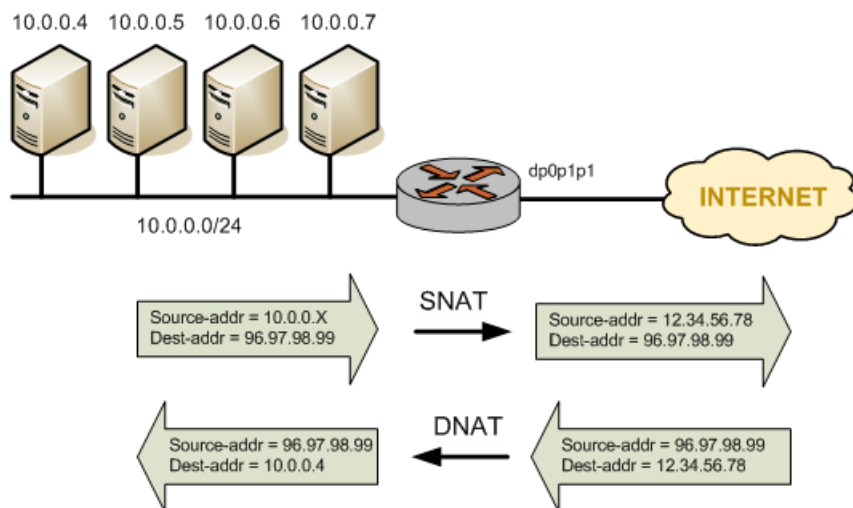 10.0.0.4 10.0.0.5 10.0.0.6 10.0.0.7
dp0p1p1
INTERNET
10.0.0.0/24
Source-addr = 10.0.0.X
Dest-addr = 96.97.98.99
SNAT
Source-addr = 12.34.56.78
Dest-addr = 96.97.98.99
Source-addr = 96.97.98.99
Dest-addr = 10.0.0.4
DNAT
Source-addr = 96.97.98.99
Dest-addr = 12.34.56.78